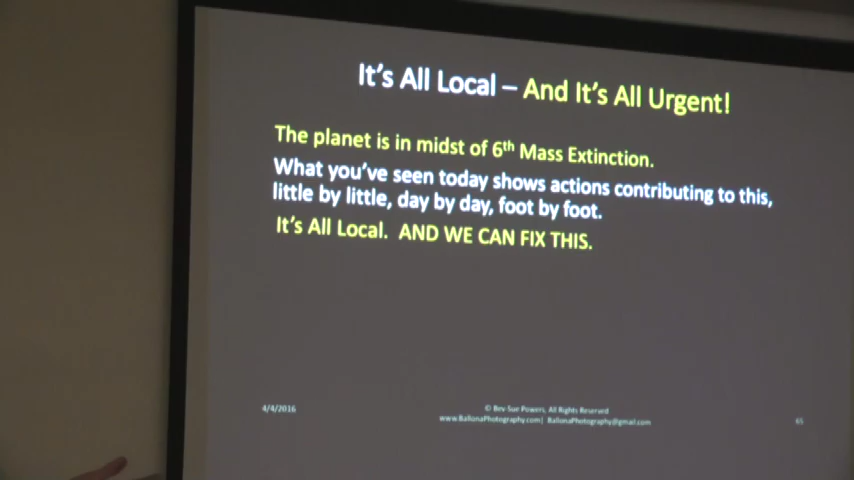 It's All Local – And It's All Urgent!
The planet is in midst of 6th Mass Extinction.
What you've seen today shows actions contributing to this,
little by little, day by day, foot by foot.
It's All Local. AND WE CAN FIX THIS.
4/4/2016
© Bev Sue Powers, All Rights Reserved
www.BallonaPhotography.com| BallonaPhotography@gmail.com
65